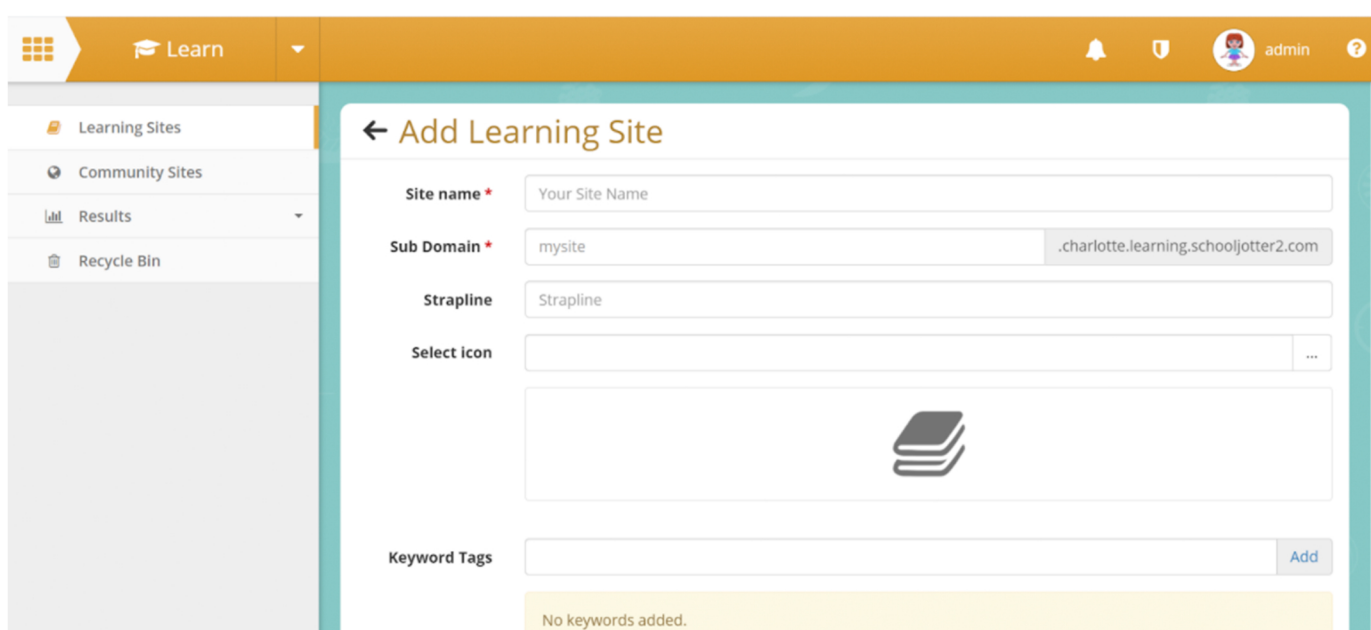 Learn
admin
Learning Sites
Community Sites
Results
Recycle Bin
Add Learning Site
Site name *
Your Site Name
Sub Domain *
mysite
.charlotte.learning.schooljotter2.com
Strapline
Strapline
Select icon
...
Keyword Tags
Add
No keywords added.